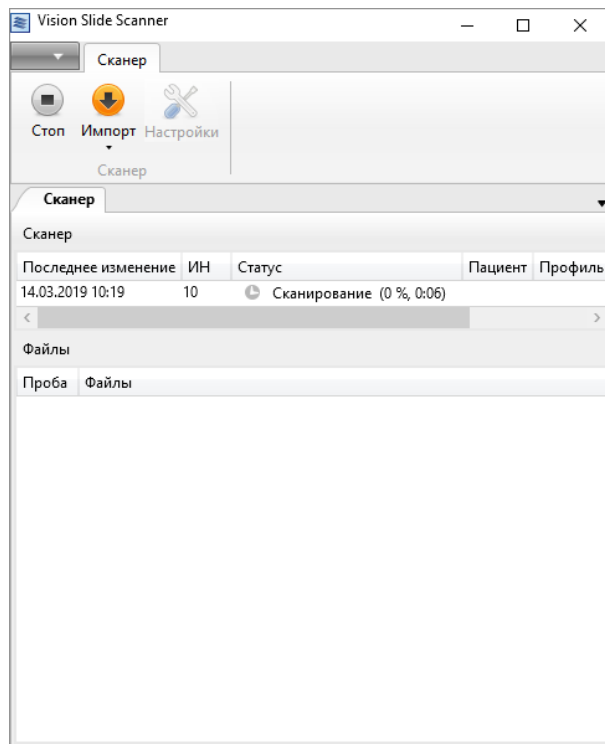 Vision Slide Scanner
Сканер
Стоп Импорт Настройки
Сканер
Сканер
Сканер
Последнее изменение ИН Статус Пациент Профиль
14.03.2019 10:19 10 Сканирование (0 %, 0:06)
Файлы
Проба Файлы